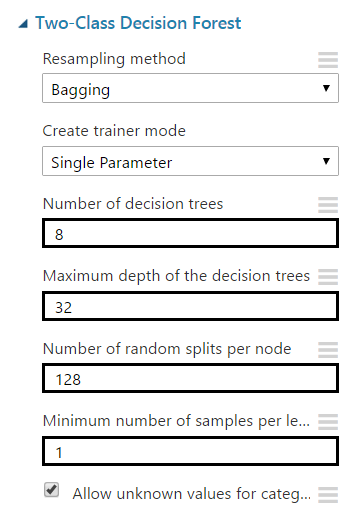 Two-Class Decision Forest
Resampling method
Bagging
Create trainer mode
Single Parameter
Number of decision trees
8
Maximum depth of the decision trees
32
Number of random splits per node
128
Minimum number of samples per le...
1
Allow unknown values for categ...